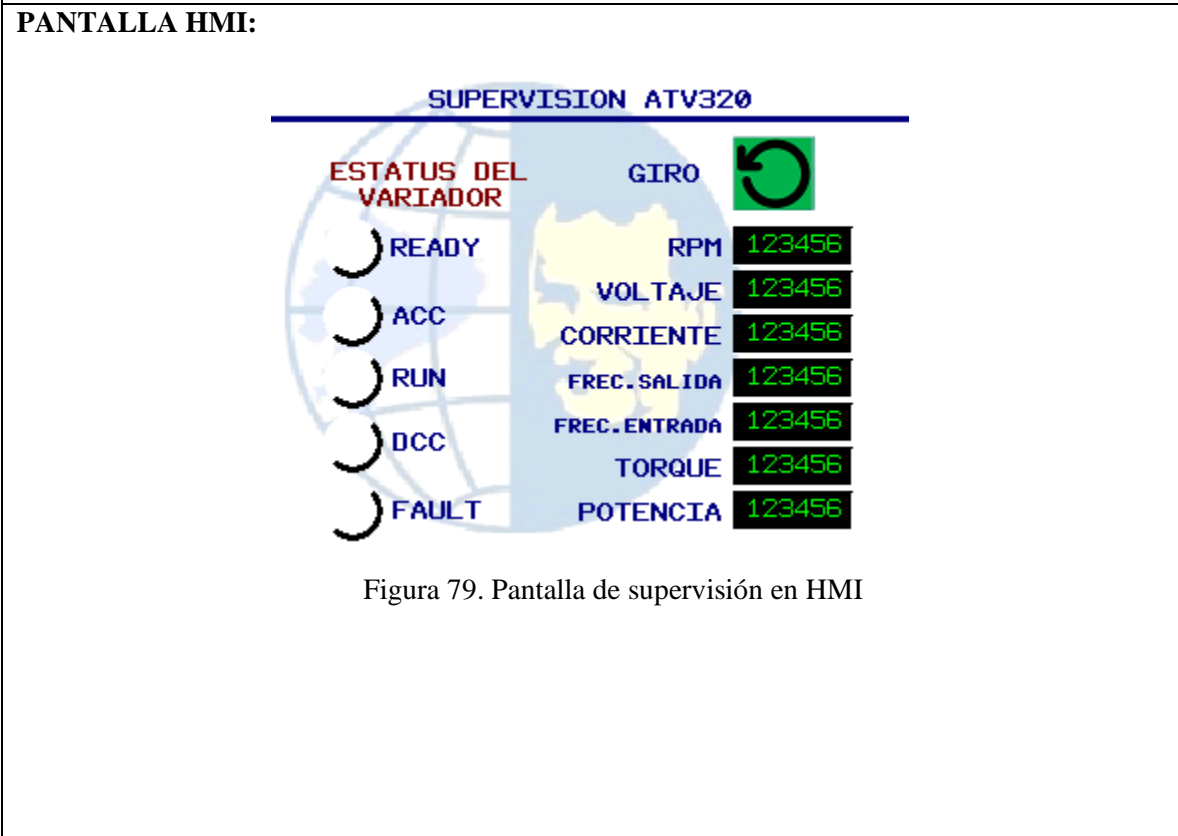 PANTALLA HMI:
SUPERVISION ATV320
ESTATUS DEL
VARIADOR
READY
ACC
RUN
DCC
FAULT
GIRO
RPM 123456
VOLTAJE 123456
CORRIENTE 123456
FREC.SALIDA 123456
FREC.ENTRADA 123456
TORQUE 123456
POTENCIA 123456
Figura 79. Pantalla de supervisión en HMI